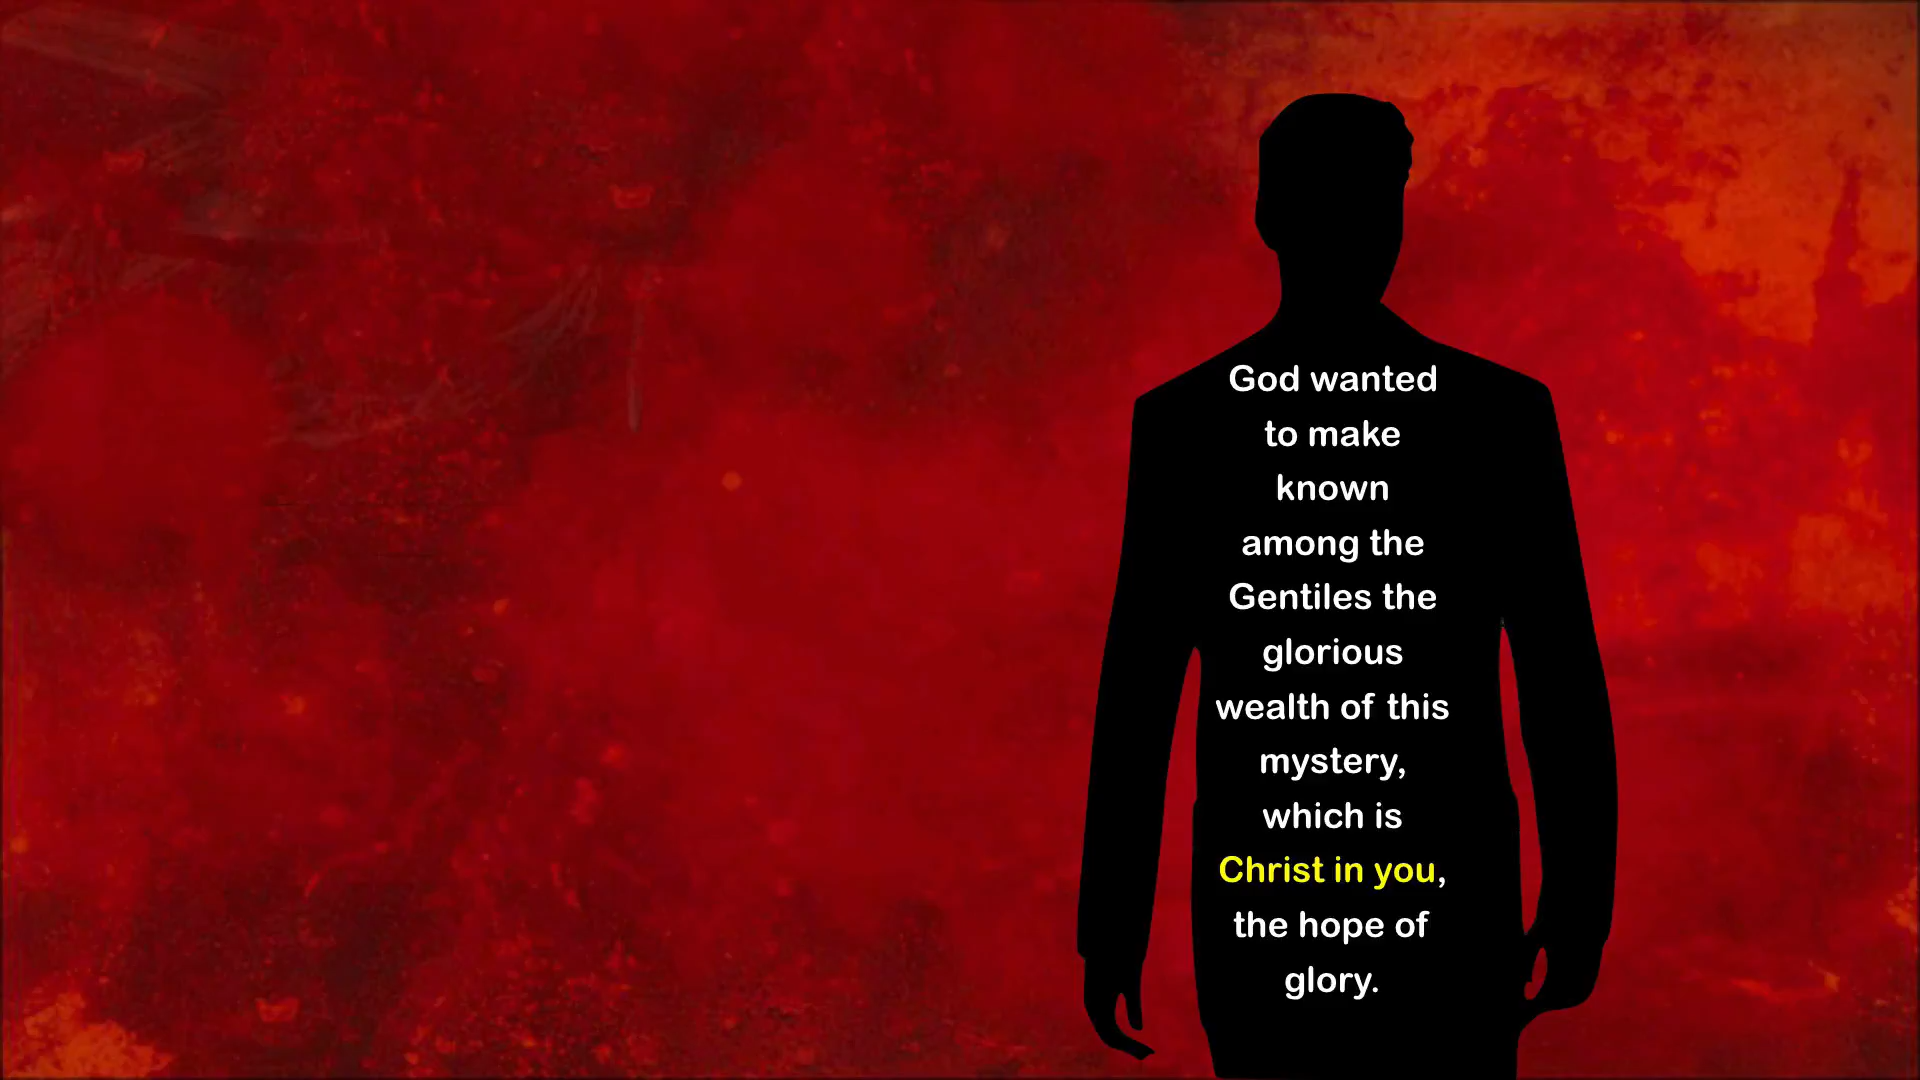 God wanted
to make
known
among the
Gentiles the
glorious
wealth of this
mystery,
which is
Christ in you,
the hope of
glory.